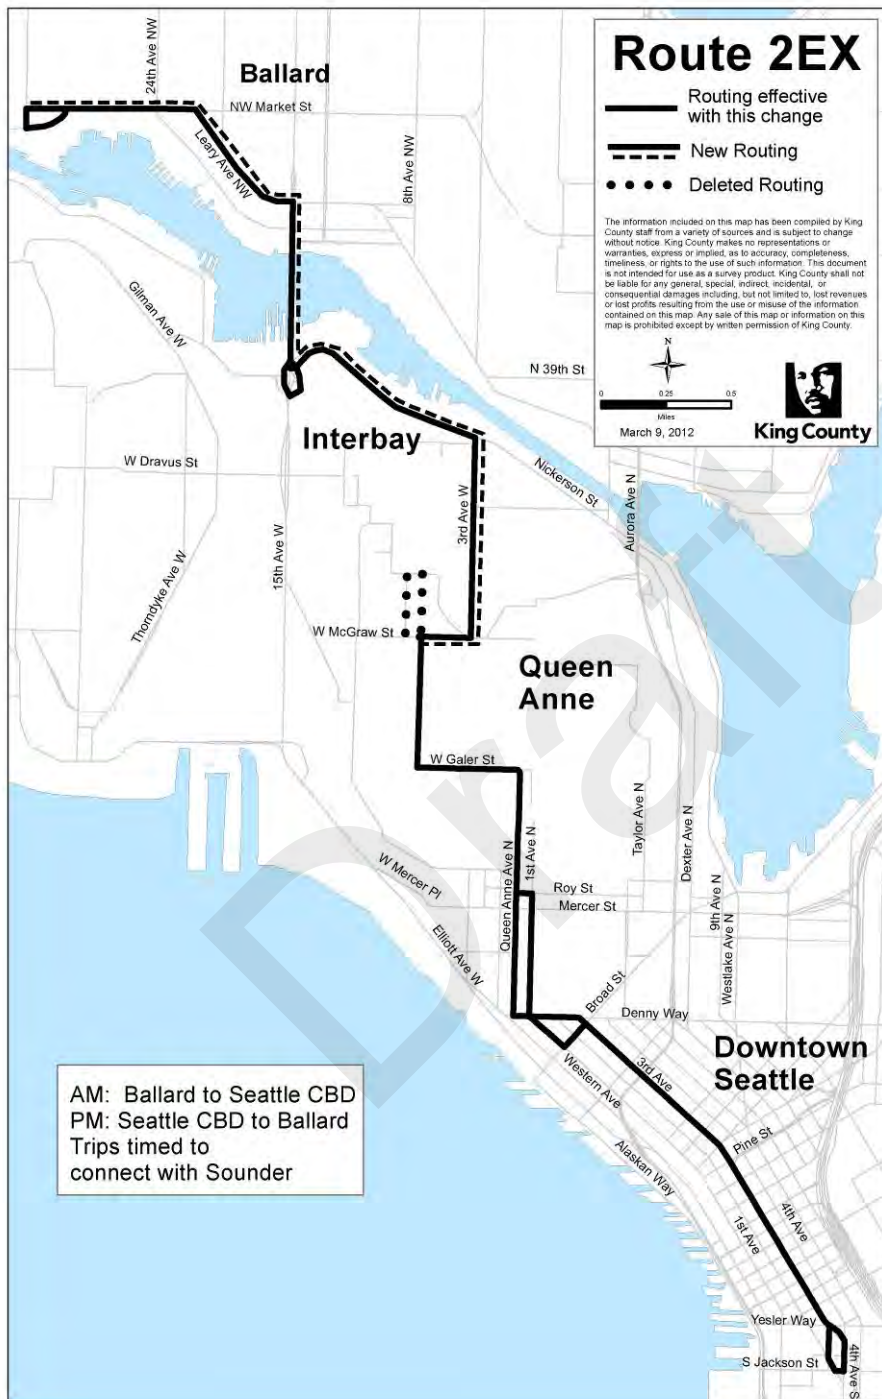 Route 2EX
Routing effective
with this change
New Routing
Deleted Routing
The information included on this map has been compiled by King
County staff from a variety of sources and is subject to change
without notice. King County makes no representations or
warranties, express or implied, as to accuracy, completeness,
timeliness, or rights to the use of such information. This document
is not intended for use as a survey product. King County shall not
be liable for any general, special, indirect, incidental, or
consequential damages including, but not limited to, lost revenues
or lost profits resulting from the use or misuse of the information
contained on this map. Any sale of this map or information on this
map is prohibited except by written permission of King County.
N
0 0.25 0.5
Miles
March 9, 2012
King County
24th Ave NW
Ballard
NW Market St
Leary Ave NW
8th Ave NW
Gilman Ave W
N 39th St
Interbay
W Dravus St
Nickerson St
3rd Ave W
Aurora Ave N
15th Ave W
Thorndyke Ave W
W McGraw St
Queen
Anne
W Galer St
Taylor Ave N
Dexter Ave N
1st Ave N
Queen Anne Ave N
W Mercer Pl
Roy St
Mercer St
9th Ave N
Westlake Ave N
Elliott Ave W
Broad St
Denny Way
Downtown
Seattle
3rd Ave
Western Ave
Pine St
Alaskan Way
4th Ave
1st Ave
Yesler Way
S Jackson St
4th Ave S
AM: Ballard to Seattle CBD
PM: Seattle CBD to Ballard
Trips timed to
connect with Sounder
Draft